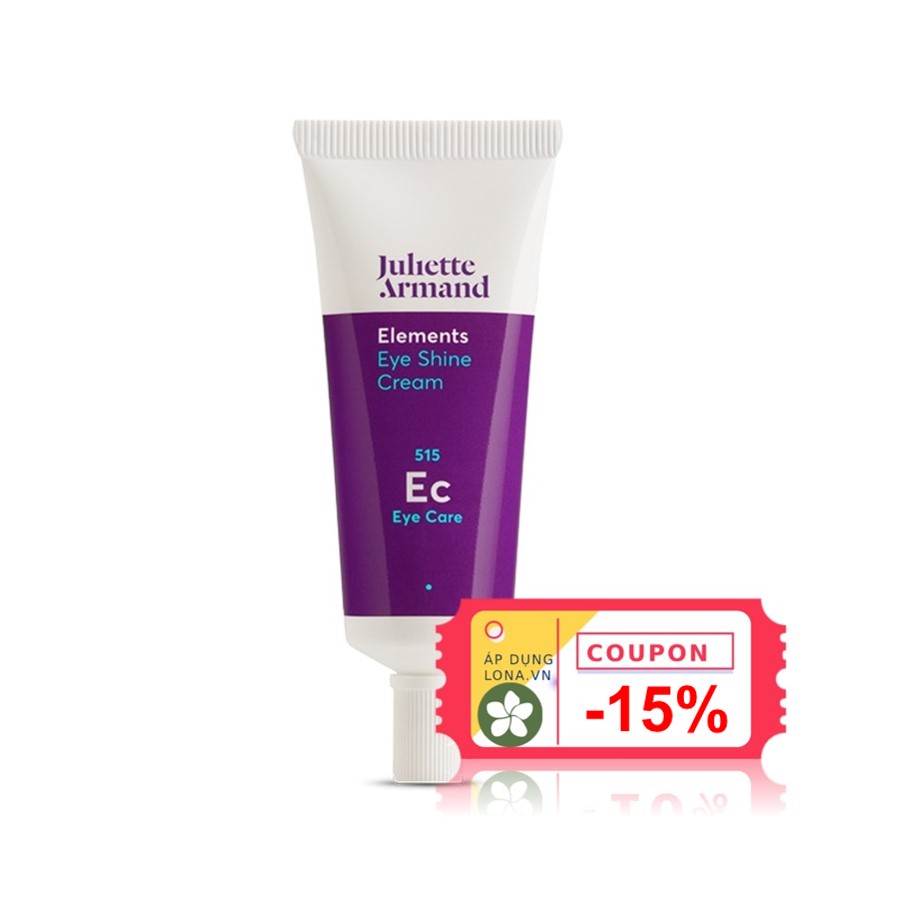 Juliette
Armand
Elements
Eye Shine
Cream
515
Ec
Eye Care
ÁP DỤNG
LONA.VN
COUPON
-15%